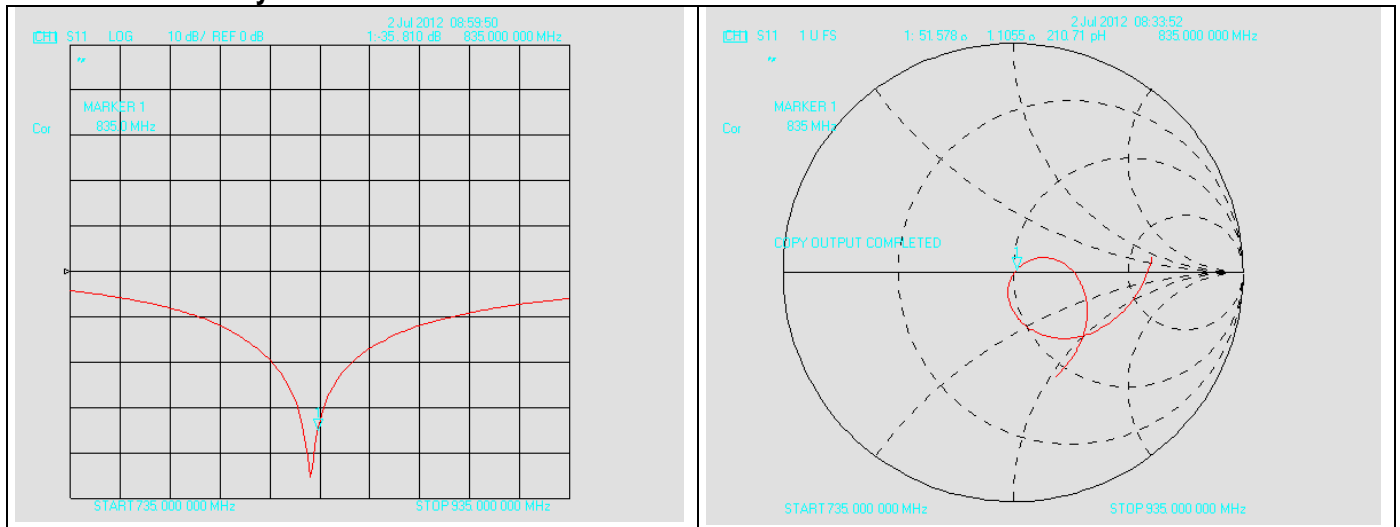 2 Jul 2012 08:59:50
CH1 S11 LOG 10 dB/ REF 0 dB 1:-35. 810 dB 835.000 000 MHz
MARKER 1
Cor 835.0 MHz
1
START 735. 000 000 MHz STOP 935. 000 000 MHz
2 Jul 2012 08:33:52
CH1 S11 1 U FS 1: 51.578 o 1.1055 o 210.71 pH 835.000 000 MHz
MARKER 1
Cor 835 MHz
COPY OUTPUT COMPLETED
1
START 735. 000 000 MHz STOP 935. 000 000 MHz